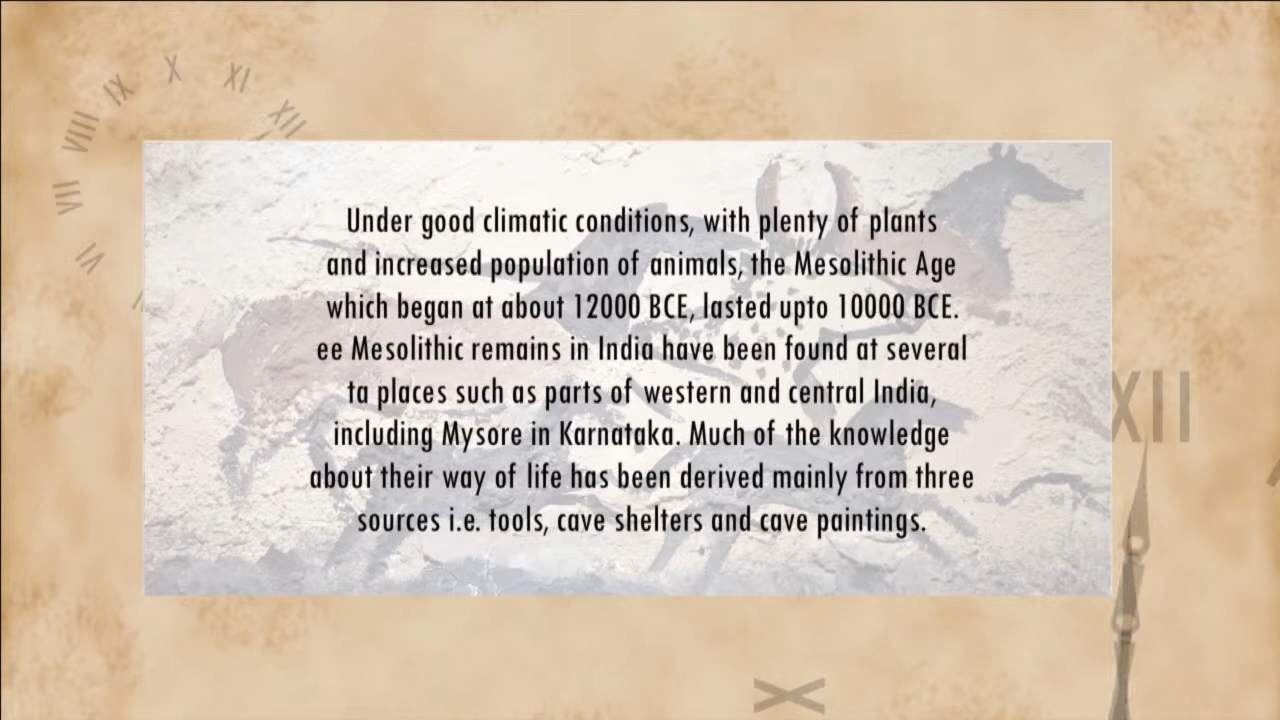 Under good climatic conditions, with plenty of plants
and increased population of animals, the Mesolithic Age
which began at about 12000 BCE, lasted upto 10000 BCE.
ee Mesolithic remains in India have been found at several
ta places such as parts of western and central India,
including Mysore in Karnataka. Much of the knowledge
about their way of life has been derived mainly from three
sources i.e. tools, cave shelters and cave paintings.
VI
VII
VIII
IX
X
XI
XII
XII
X